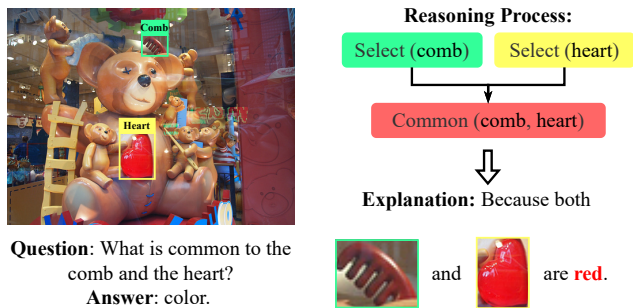 Comb
Heart
Question: What is common to the
comb and the heart?
Answer: color.
Reasoning Process:
Select (comb)
Select (heart)
Common (comb, heart)
Explanation: Because both
and
are red.